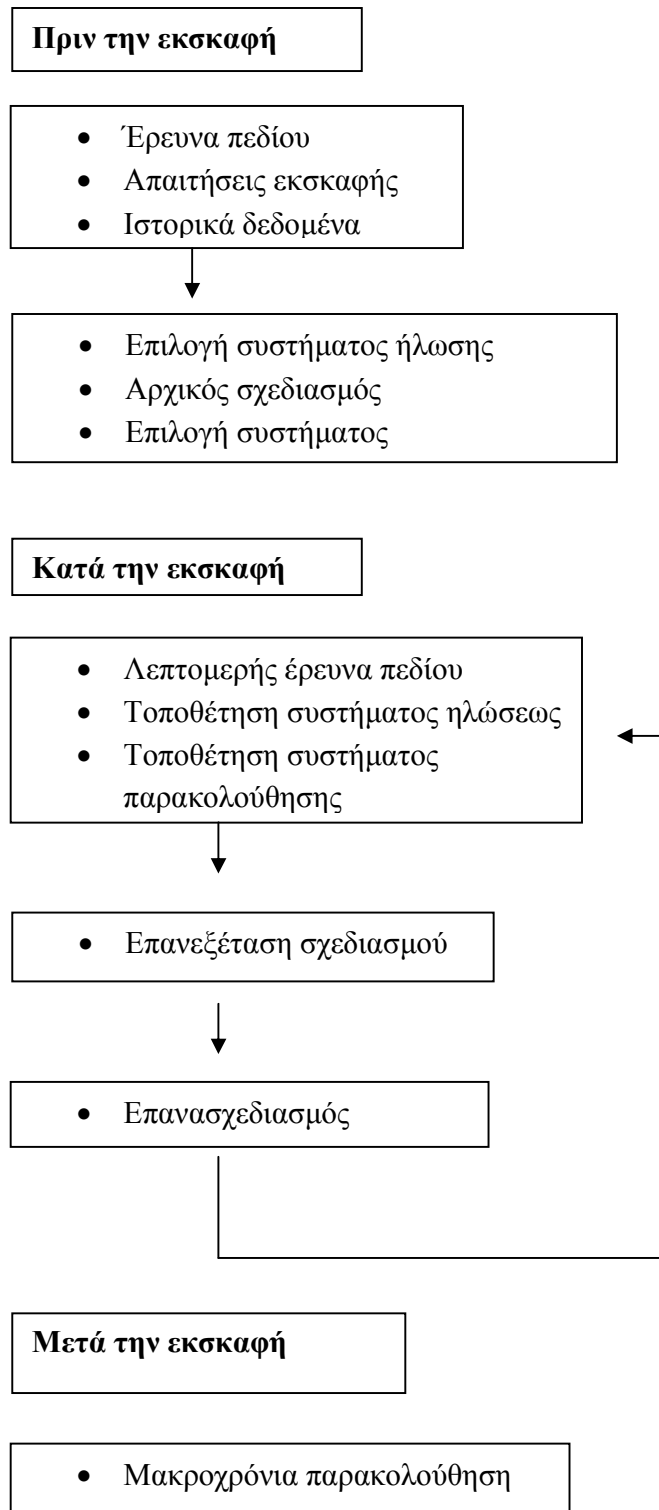 Πριν την εκσκαφή
• Έρευνα πεδίου
• Απαιτήσεις εκσκαφής
• Ιστορικά δεδομένα
• Επιλογή συστήματος ήλωσης
• Αρχικός σχεδιασμός
• Επιλογή συστήματος
Κατά την εκσκαφή
• Λεπτομερής έρευνα πεδίου
• Τοποθέτηση συστήματος ηλώσεως
• Τοποθέτηση συστήματος
παρακολούθησης
• Επανεξέταση σχεδιασμού
• Επανασχεδιασμός
Μετά την εκσκαφή
• Μακροχρόνια παρακολούθηση